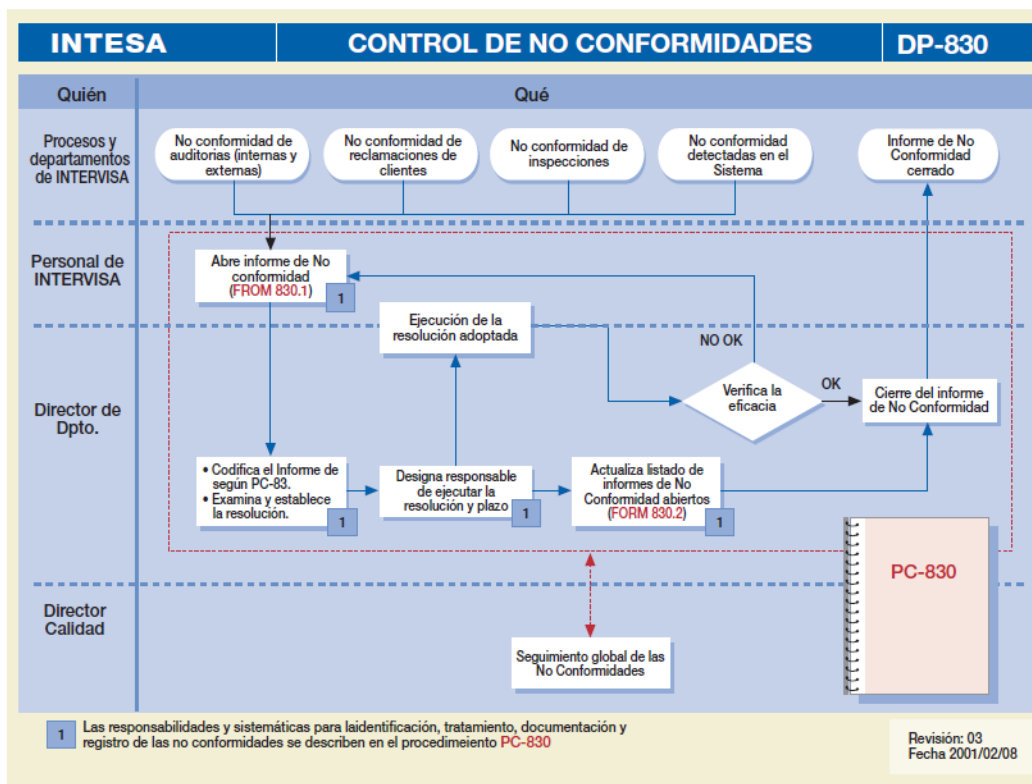 INTESA
CONTROL DE NO CONFORMIDADES
DP-830
Quién
Qué
Procesos y
departamentos
de INTERVISA
No conformidad de
auditorias (internas y
externas)
No conformidad de
reclamaciones de
clientes
No conformidad de
inspecciones
No conformidad
detectadas en el
Sistema
Informe de No
Conformidad
cerrado
Personal de
INTERVISA
Abre informe de No
conformidad
(FROM 830.1)
1
Ejecución de la
resolución adoptada
NO OK
Director de
Dpto.
Verifica la
eficacia
OK
Cierre del informe
de No Conformidad
• Codifica el Informe de
según PC-83.
• Examina y establece
la resolución.
1
Designa responsable
de ejecutar la
resolución y plazo
1
Actualiza listado de
informes de No
Conformidad abiertos
(FORM 830.2)
1
PC-830
Director
Calidad
Seguimiento global de las
No Conformidades
1
Las responsabilidades y sistemáticas para laidentificación, tratamiento, documentación y
registro de las no conformidades se describen en el procedimeiento PC-830
Revisión: 03
Fecha 2001/02/08